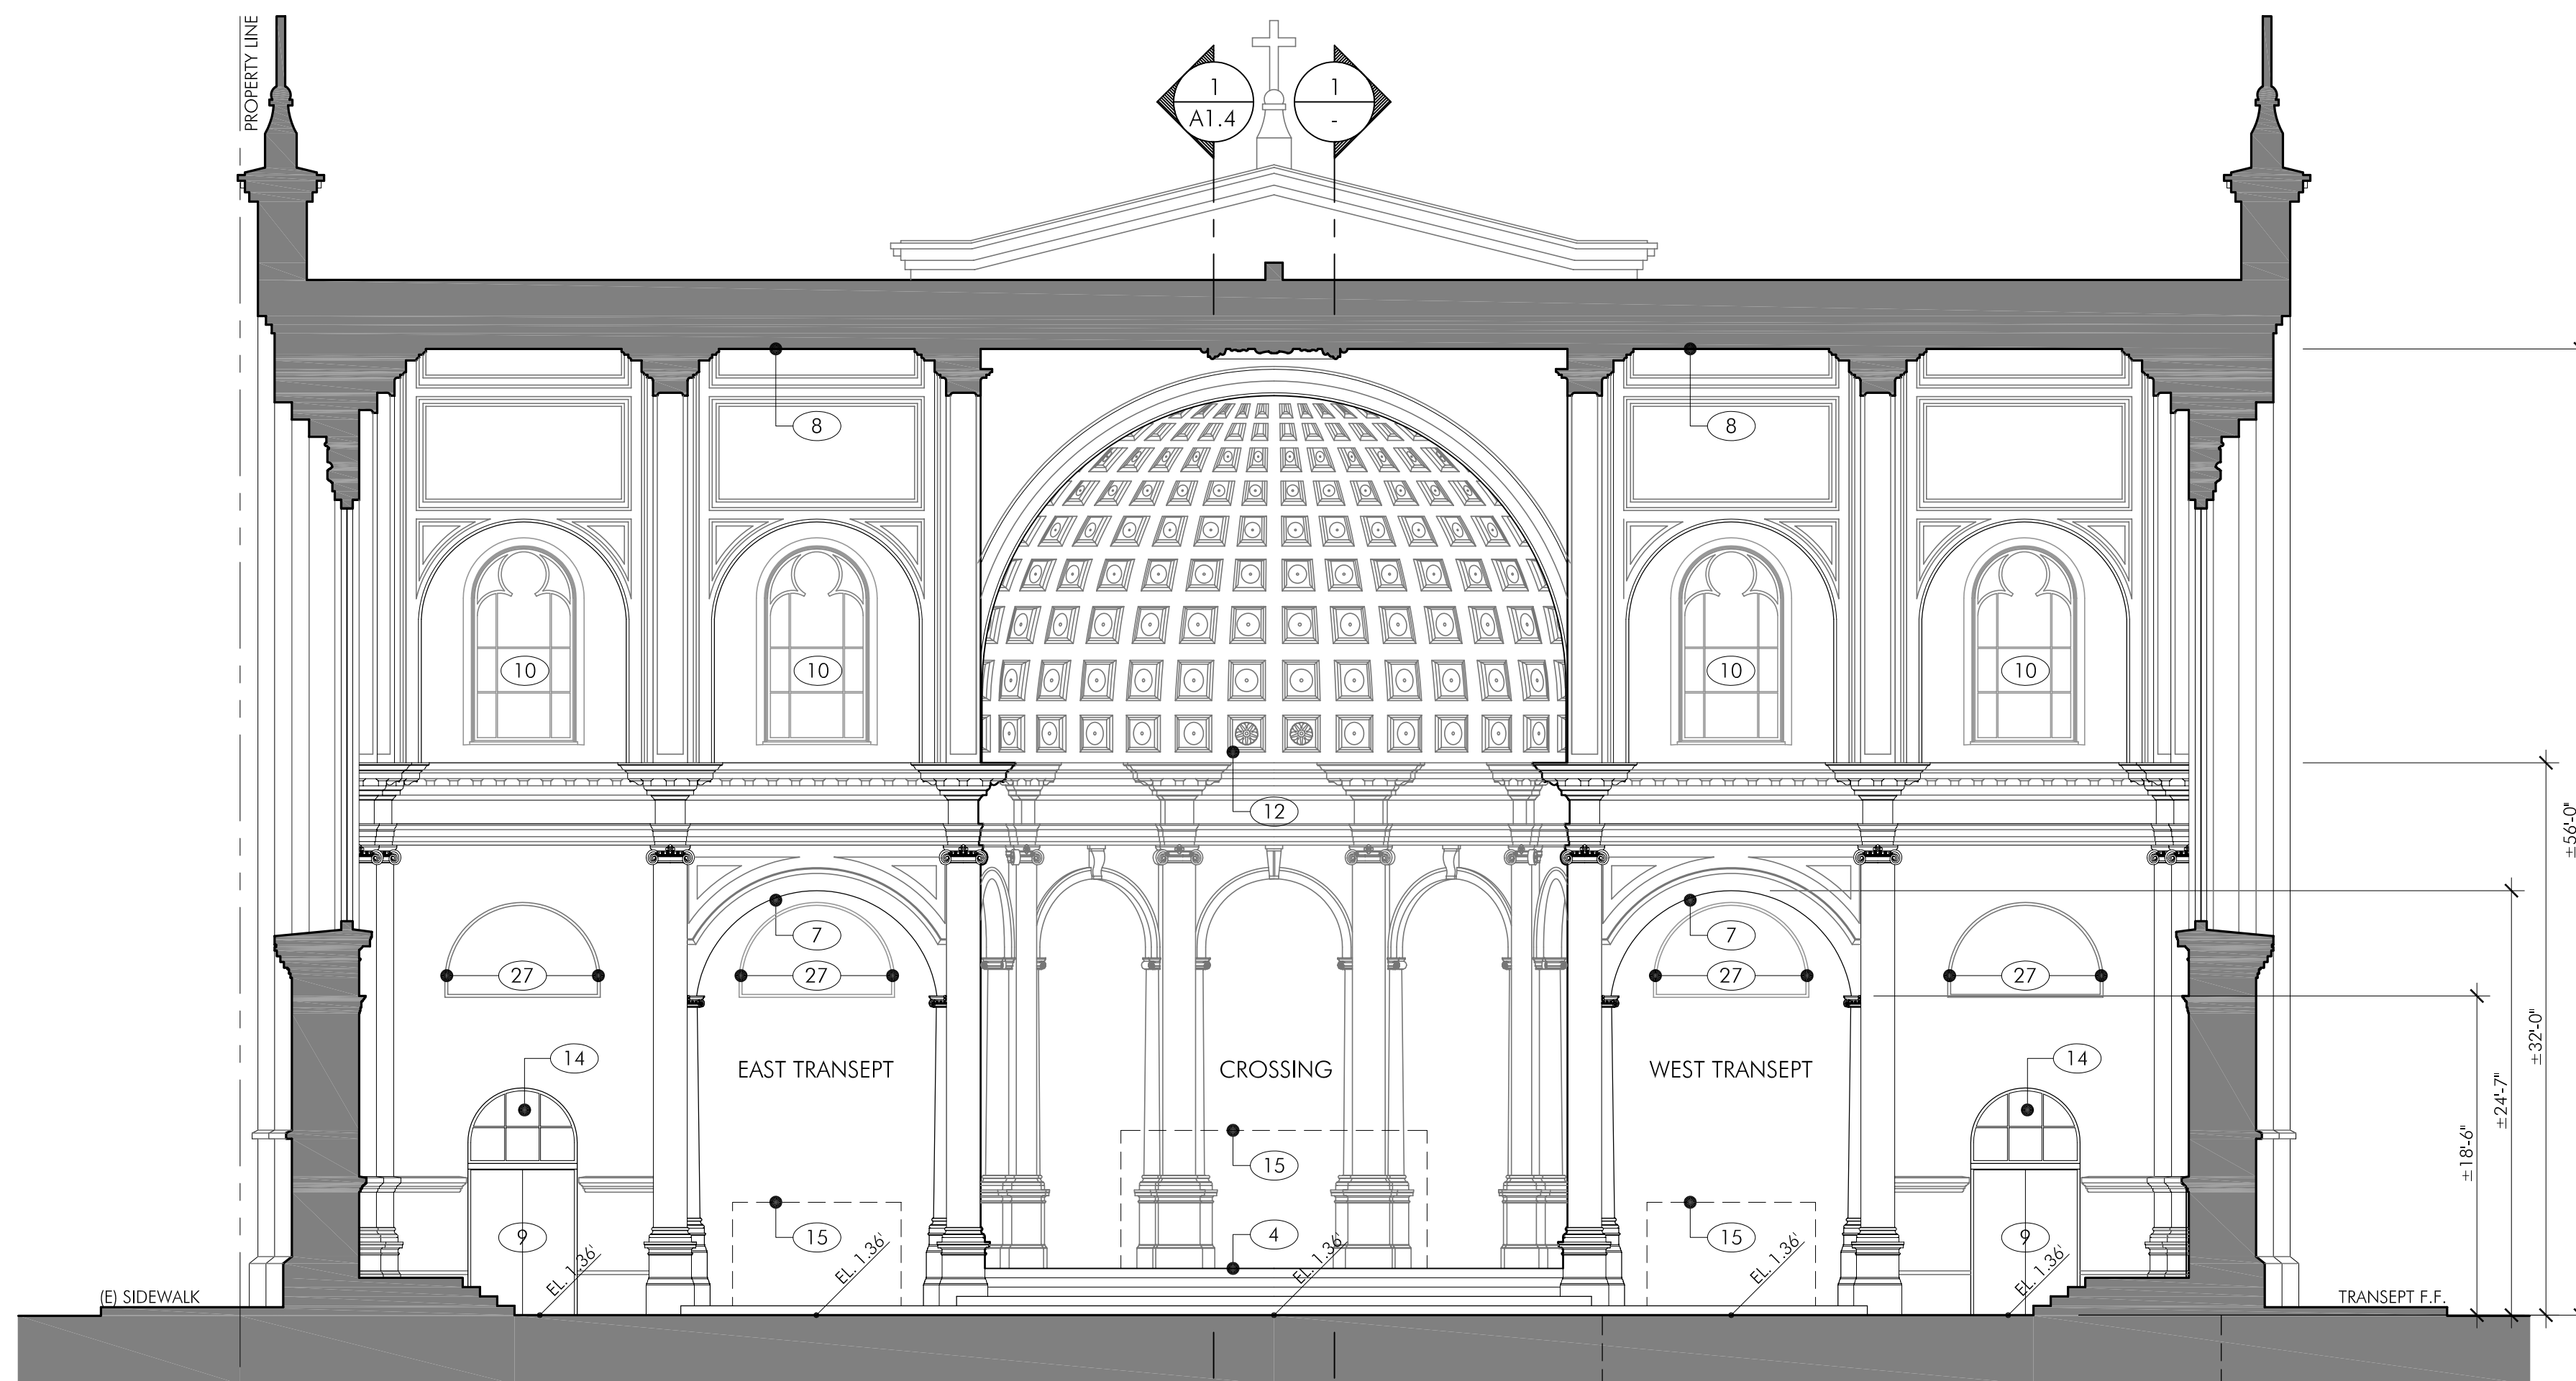 PROPERTY LINE
1
A1.4
1
-
8
8
10
10
10
10
12
7
7
27
27
27
27
14
14
EAST TRANSEPT
CROSSING
WEST TRANSEPT
15
15
15
4
9
9
EL. 1.36'
EL. 1.36'
EL. 1.36'
EL. 1.36'
EL. 1.36'
(E) SIDEWALK
TRANSEPT F.F.
±18'-6"
±24'-7"
±32'-0"
±56'-0"